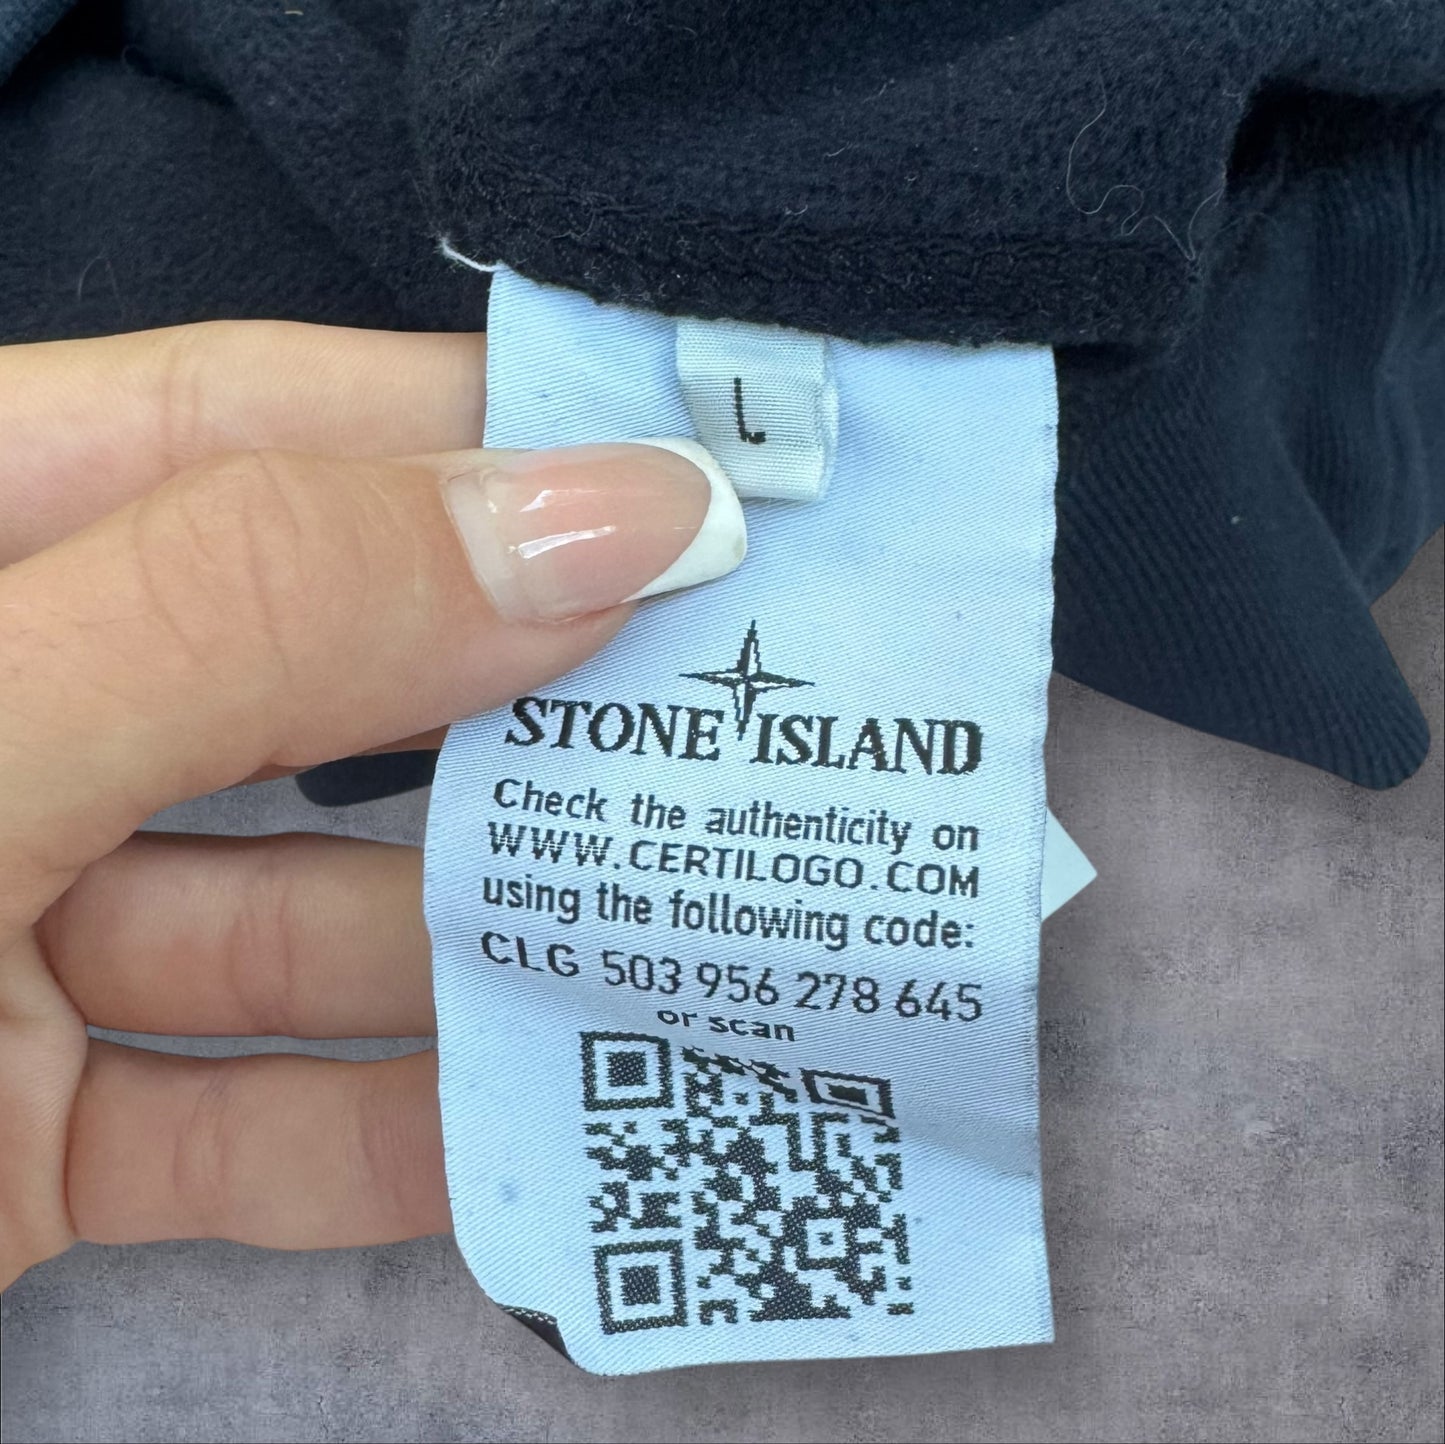 L
STONE ISLAND
Check the authenticity on
WWW.CERTILOGO.COM
using the following code:
CLG 503 956 278 645
or scan